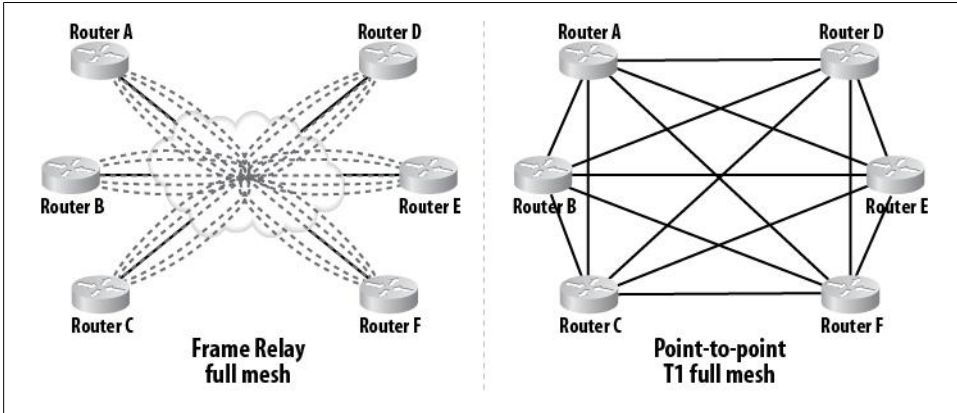 Router A
Router D
Router B
Router E
Router C
Router F
Frame Relay
full mesh
Router A
Router D
Router B
Router E
Router C
Router F
Point-to-point
T1 full mesh